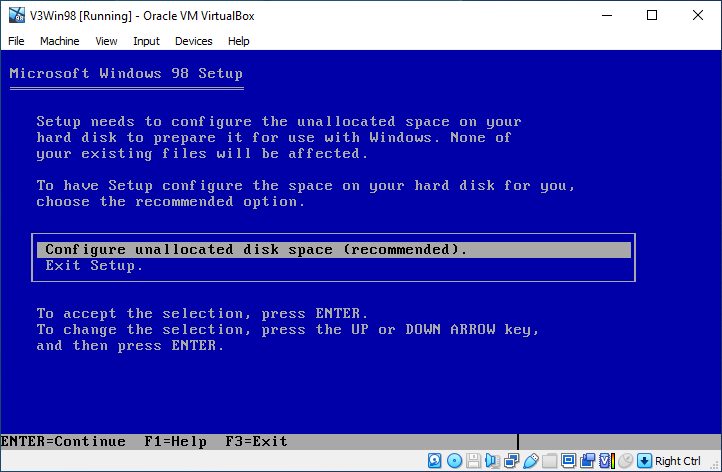 V3Win98 [Running] - Oracle VM VirtualBox
File Machine View Input Devices Help
Microsoft Windows 98 Setup
Setup needs to configure the unallocated space on your
hard disk to prepare it for use with Windows. None of
your existing files will be affected.
To have Setup configure the space on your hard disk for you,
choose the recommended option.
Configure unallocated disk space (recommended).
Exit Setup.
To accept the selection, press ENTER.
To change the selection, press the UP or DOWN ARROW key,
and then press ENTER.
ENTER=Continue F1=Help F3=Exit
Right Ctrl